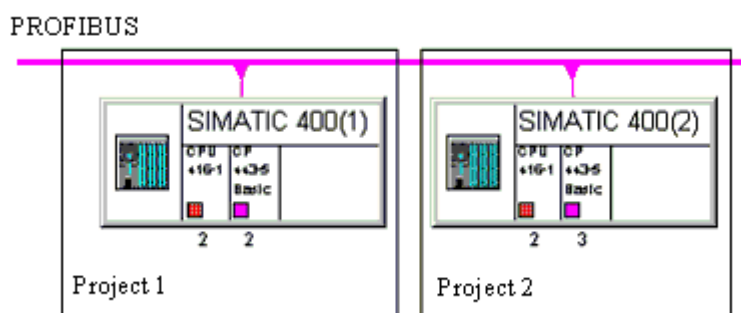 PROFIBUS
SIMATIC 400(1)
CPU 416-1
CP 443-5 Basic
2 2
Project 1
SIMATIC 400(2)
CPU 416-1
CP 443-5 Basic
2 3
Project 2